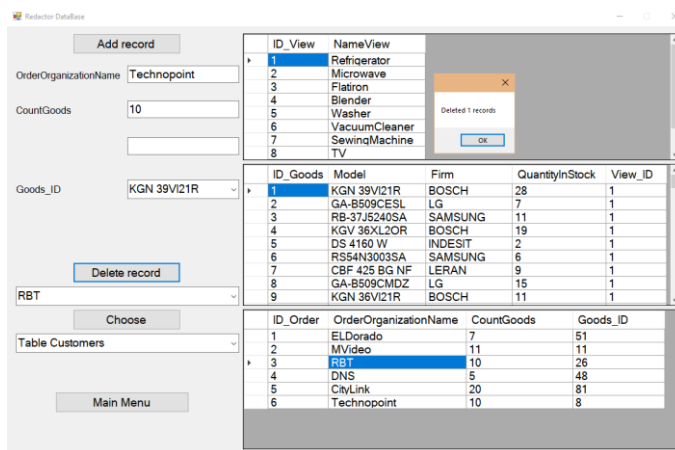 Redactor DataBase
Add record
OrderOrganizationName Technopoint
CountGoods 10
Goods_ID KGN 39VI21R
Delete record
RBT
Choose
Table Customers
Main Menu
ID_View NameView
1 Refrigerator
2 Microwave
3 Flatiron
4 Blender
5 Washer
6 VacuumCleaner
7 SewingMachine
8 TV
Deleted 1 records
OK
ID_Goods Model Firm QuantityInStock View_ID
1 KGN 39VI21R BOSCH 28 1
2 GA-B509CESL LG 7 1
3 RB-37J5240SA SAMSUNG 11 1
4 KGV 36XL2OR BOSCH 19 1
5 DS 4160 W INDESIT 2 1
6 RS54N3003SA SAMSUNG 6 1
7 CBF 425 BG NF LERAN 9 1
8 GA-B509CMDZ LG 15 1
9 KGN 36VI21R BOSCH 11 1
ID_Order OrderOrganizationName CountGoods Goods_ID
1 ELDorado 7 51
2 MVideo 11 11
3 RBT 10 26
4 DNS 5 48
5 CityLink 20 81
6 Technopoint 10 8